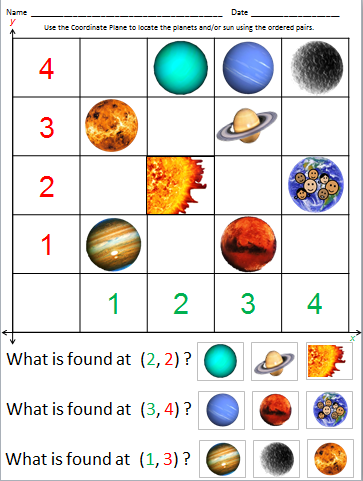 Name ____________________ Date ____________________
Use the Coordinate Plane to locate the planets and/or sun using the ordered pairs.
y
4
3
2
1
1 2 3 4
x
What is found at (2, 2) ?
What is found at (3, 4) ?
What is found at (1, 3) ?